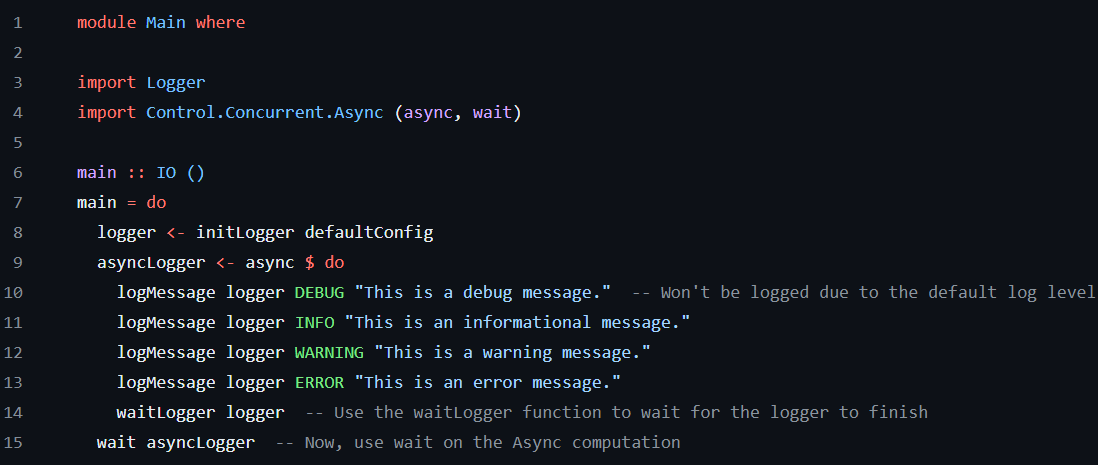 1 module Main where
2
3 import Logger
4 import Control.Concurrent.Async (async, wait)
5
6 main :: IO ()
7 main = do
8   logger <- initLogger defaultConfig
9   asyncLogger <- async $ do
10     logMessage logger DEBUG "This is a debug message."  -- Won't be logged due to the default log level
11     logMessage logger INFO "This is an informational message."
12     logMessage logger WARNING "This is a warning message."
13     logMessage logger ERROR "This is an error message."
14     waitLogger logger  -- Use the waitLogger function to wait for the logger to finish
15   wait asyncLogger  -- Now, use wait on the Async computation